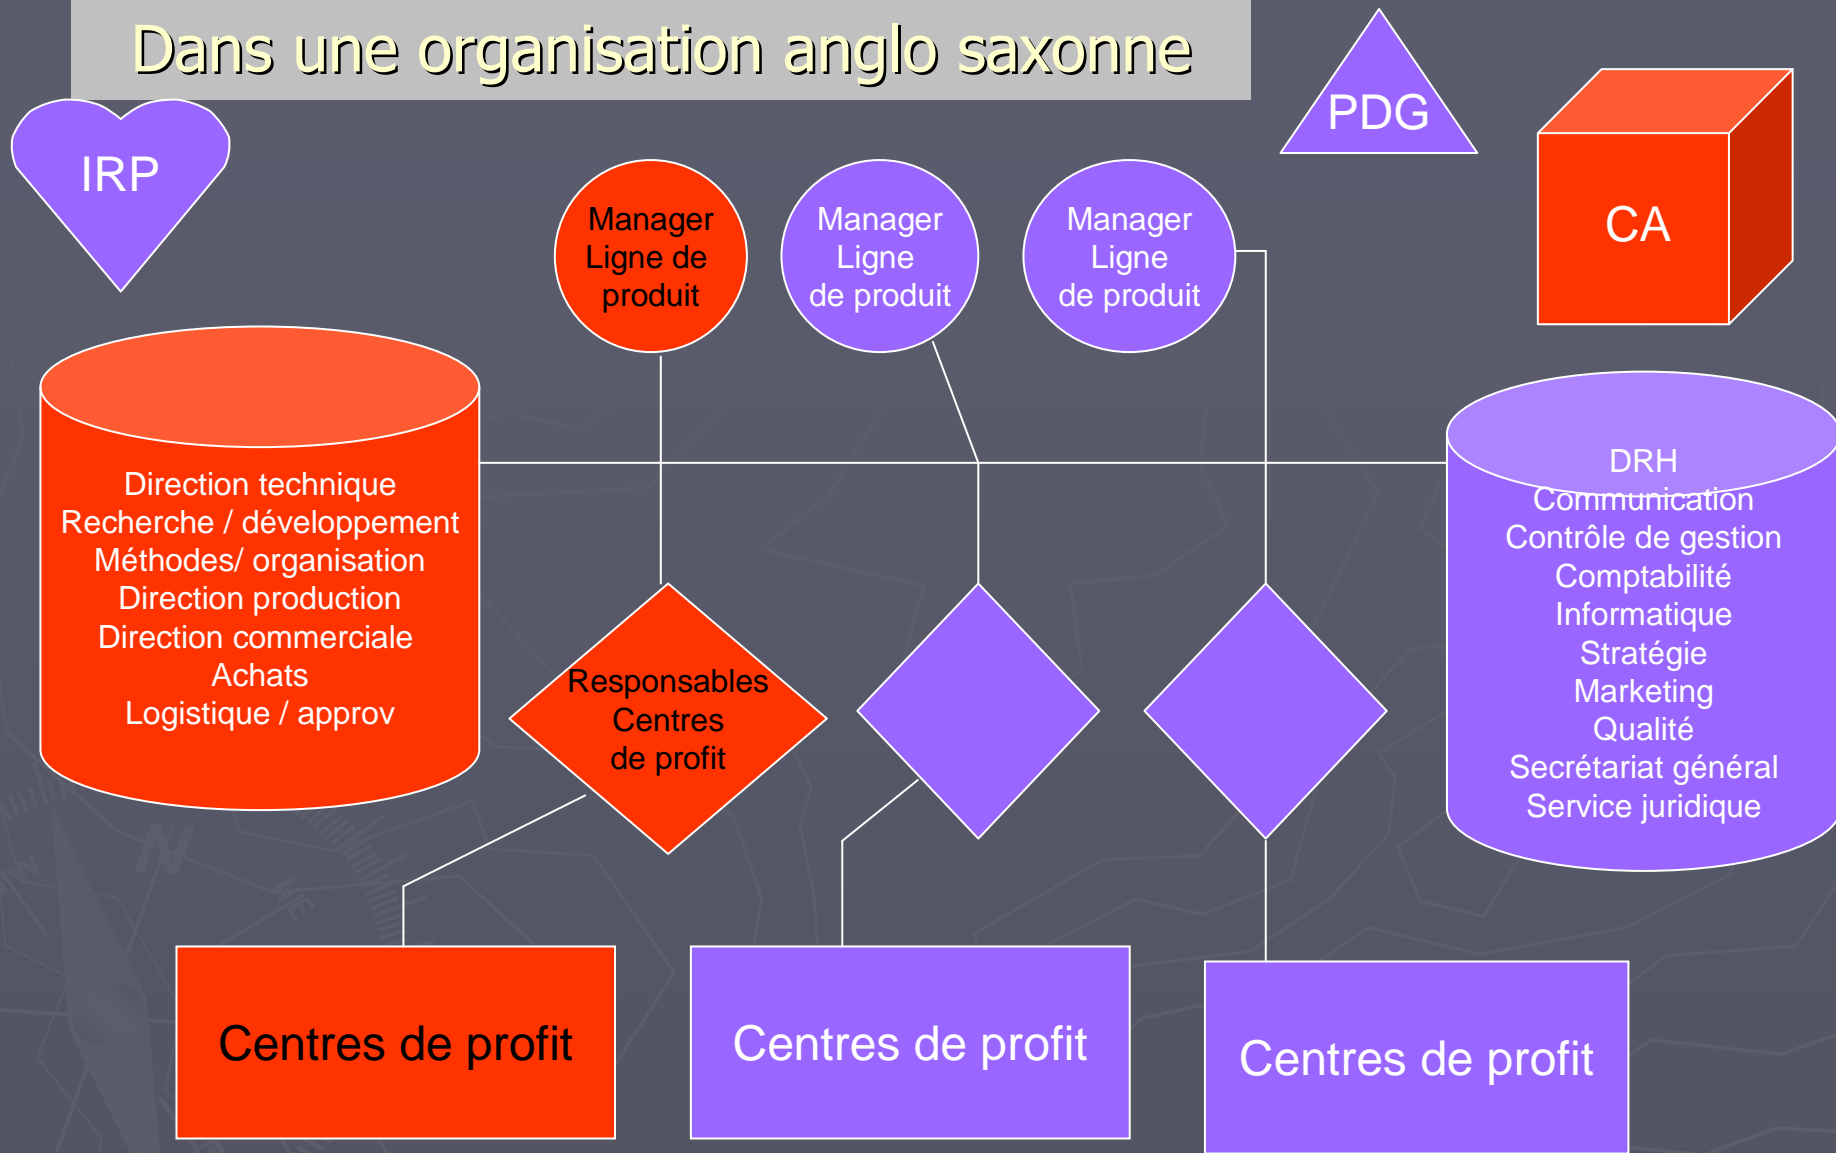 Dans une organisation anglo saxonne
PDG
IRP
CA
Manager
Ligne de
produit
Manager
Ligne
de produit
Manager
Ligne
de produit
Direction technique
Recherche / développement
Méthodes/ organisation
Direction production
Direction commerciale
Achats
Logistique / approv
DRH
Communication
Contrôle de gestion
Comptabilité
Informatique
Stratégie
Marketing
Qualité
Secrétariat général
Service juridique
Responsables
Centres
de profit
Centres de profit
Centres de profit
Centres de profit
N
NE